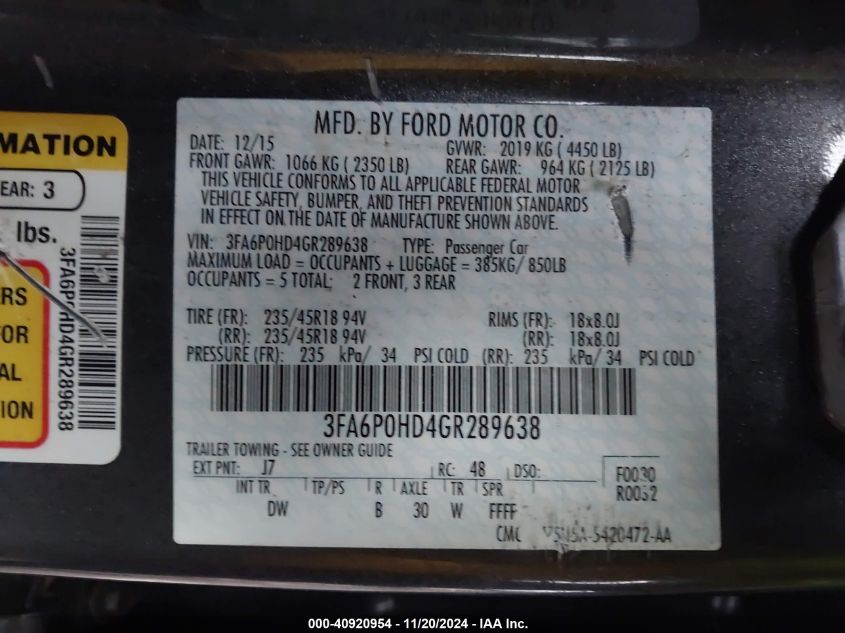 MFD. BY FORD MOTOR CO.
DATE: 12/15 GVWR: 2019 KG ( 4450 LB)
FRONT GAWR: 1066 KG ( 2350 LB) REAR GAWR: 964 KG ( 2125 LB)
THIS VEHICLE CONFORMS TO ALL APPLICABLE FEDERAL MOTOR
VEHICLE SAFETY, BUMPER, AND THEFT PREVENTION STANDARDS
IN EFFECT ON THE DATE OF MANUFACTURE SHOWN ABOVE.
VIN: 3FA6P0HD4GR289638 TYPE: Passenger Car
MAXIMUM LOAD = OCCUPANTS + LUGGAGE = 385KG/ 850LB
OCCUPANTS = 5 TOTAL: 2 FRONT, 3 REAR
TIRE (FR): 235/45R18 94V RIMS (FR): 18x8.0J
(RR): 235/45R18 94V (RR): 18x8.0J
PRESSURE (FR): 235 kPa/ 34 PSI COLD (RR): 235 kPa/ 34 PSI COLD
3FA6P0HD4GR289638
TRAILER TOWING - SEE OWNER GUIDE
EXT PNT: J7 RC: 48 DSO:
F0030
R0032
INT TR TP/PS R AXLE TR SPR
DW B 30 W FFFF
CMC
MATION
EAR: 3
lbs.
ERS
FOR
AL
ION
3FA6P0HD4GR289638
000-40920954 - 11/20/2024 - IAA Inc.